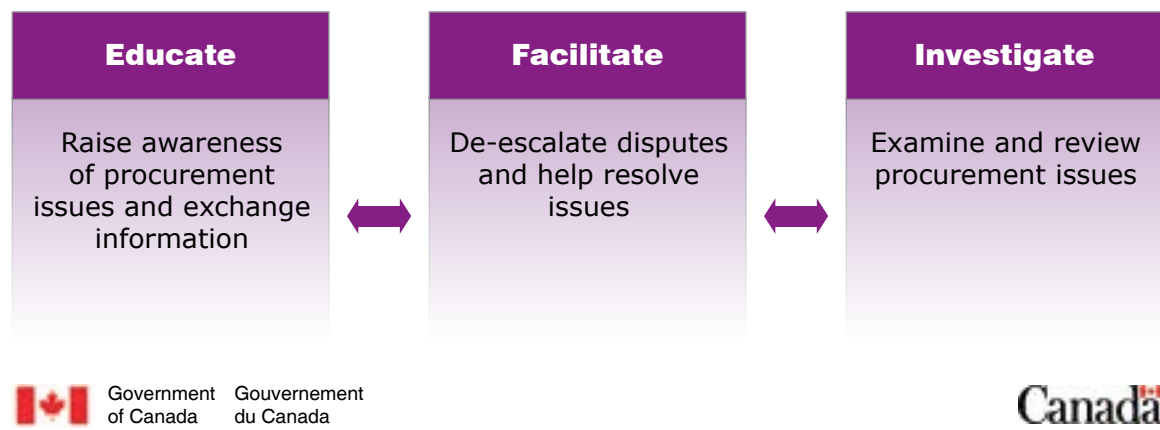 Educate
Raise awareness
of procurement
issues and exchange
information
Facilitate
De-escalate disputes
and help resolve
issues
Investigate
Examine and review
procurement issues
Government
of Canada
Gouvernement
du Canada
Canada